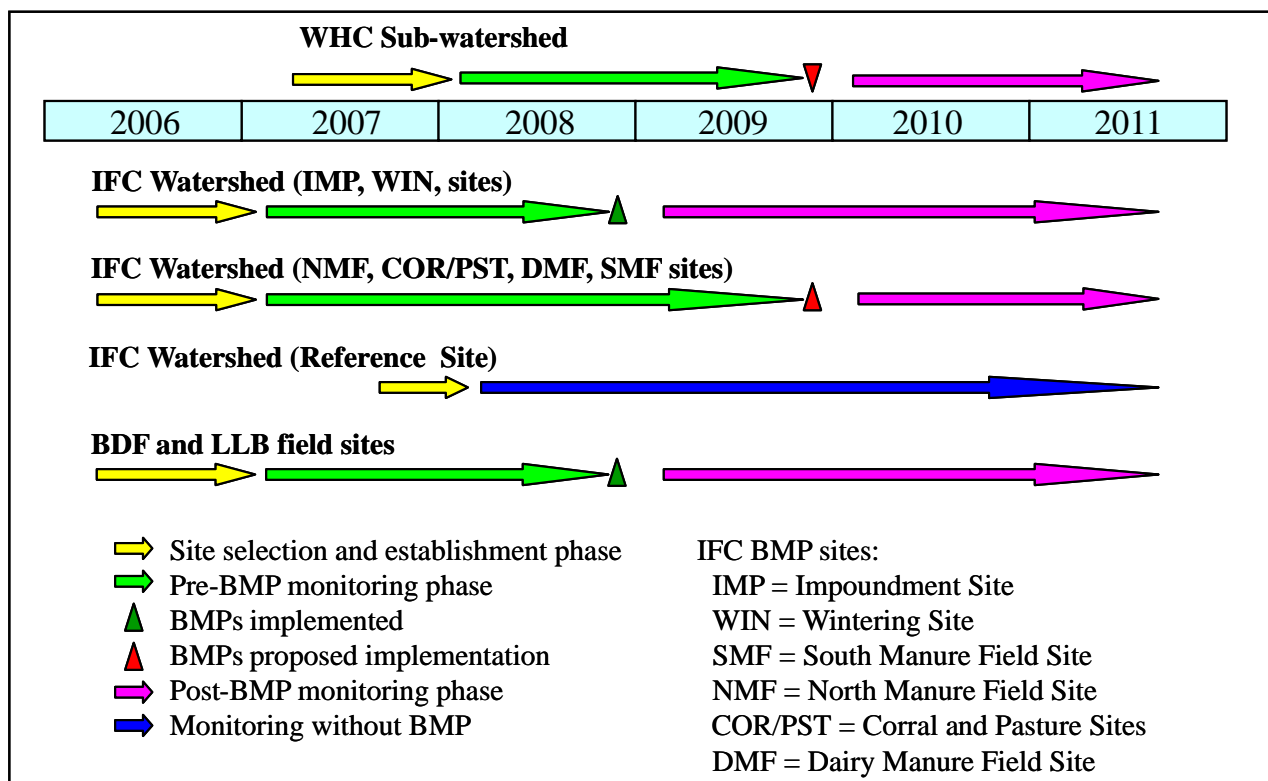 WHC Sub-watershed
2006 2007 2008 2009 2010 2011
IFC Watershed (IMP, WIN, sites)
IFC Watershed (NMF, COR/PST, DMF, SMF sites)
IFC Watershed (Reference Site)
BDF and LLB field sites
Site selection and establishment phase
Pre-BMP monitoring phase
BMPs implemented
BMPs proposed implementation
Post-BMP monitoring phase
Monitoring without BMP
IFC BMP sites:
IMP = Impoundment Site
WIN = Wintering Site
SMF = South Manure Field Site
NMF = North Manure Field Site
COR/PST = Corral and Pasture Sites
DMF = Dairy Manure Field Site